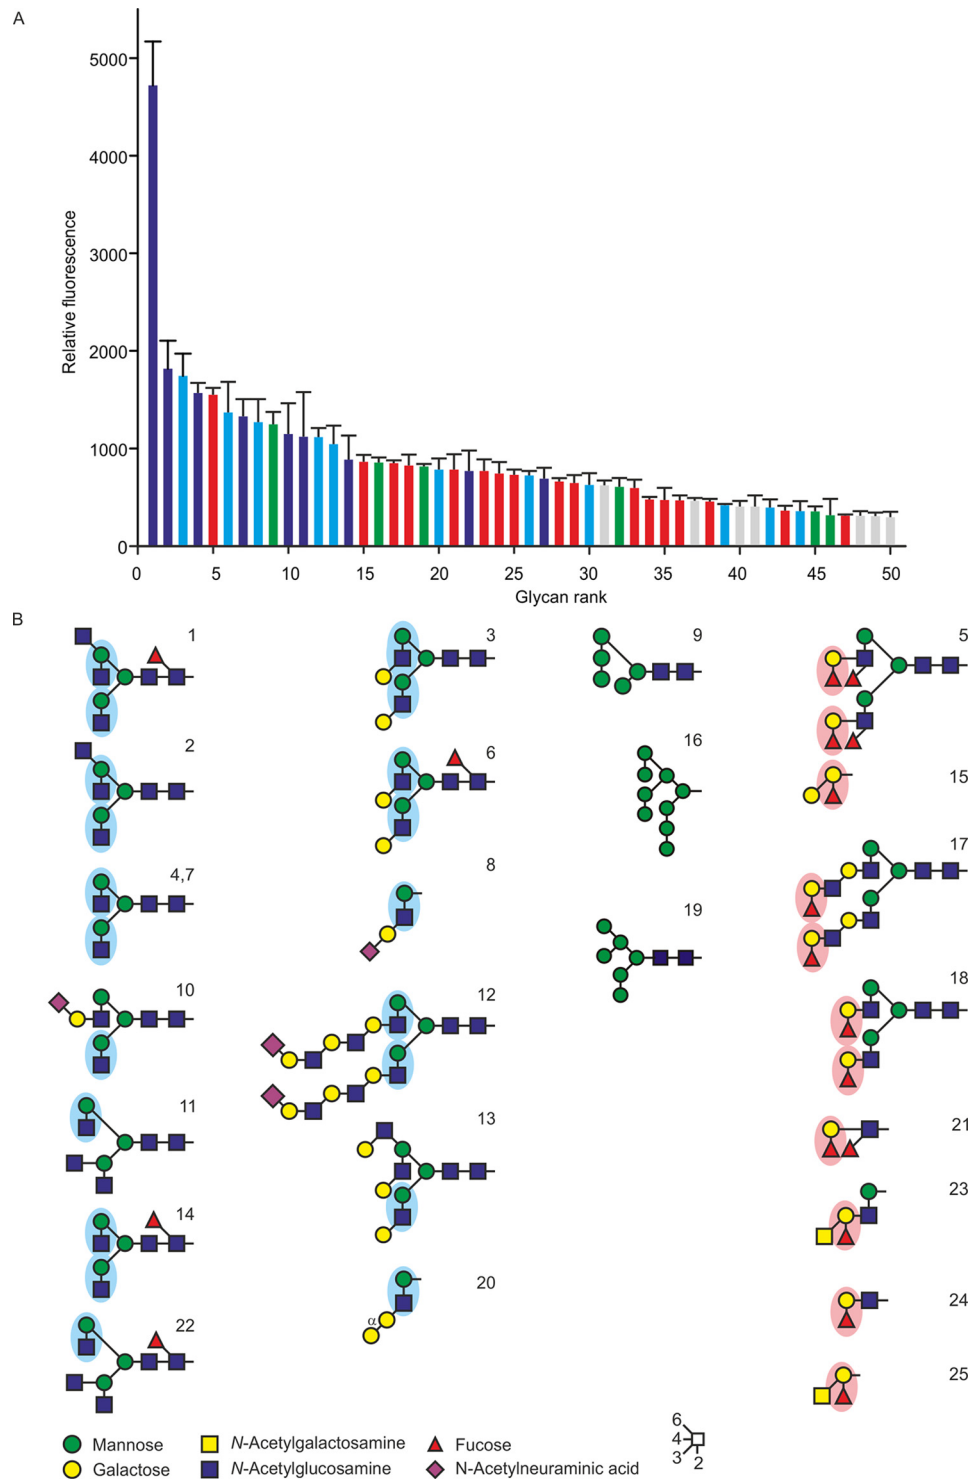 A
5000
4000
3000
2000
1000
0
Relative fluorescence
0 5 10 15 20 25 30 35 40 45 50
Glycan rank
B
1 3 9 5
2 6 16 15
4,7 8 19 17
10 12 18
11 13 21
14 20 23
22 α 24
25
Mannose N-Acetylgalactosamine Fucose
Galactose N-Acetylglucosamine N-Acetylneuraminic acid
6
4
3 2